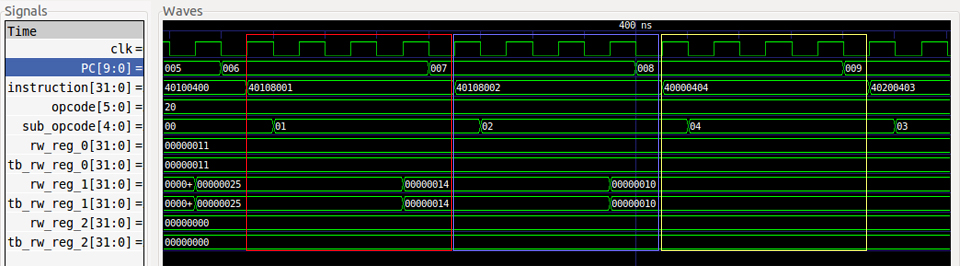 Signals
Waves
Time
400 ns
clk =
PC[9:0] = 005 006 007 008 009
instruction[31:0] = 40100400 40108001 40108002 40000404 40200403
opcode[5:0] = 20
sub_opcode[4:0] = 00 01 02 04 03
rw_reg_0[31:0] = 00000011
tb_rw_reg_0[31:0] = 00000011
rw_reg_1[31:0] = 0000+ 00000025 00000014 00000010
tb_rw_reg_1[31:0] = 0000+ 00000025 00000014 00000010
rw_reg_2[31:0] = 00000000
tb_rw_reg_2[31:0] = 00000000